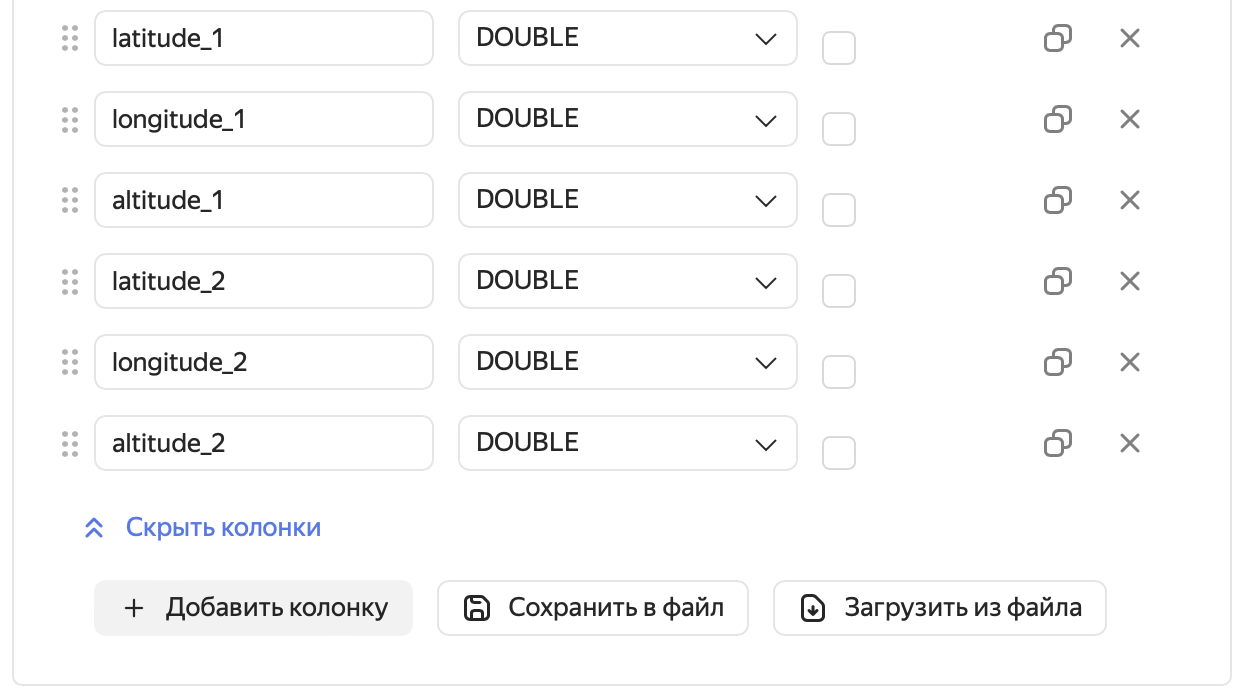 latitude_1 DOUBLE
longitude_1 DOUBLE
altitude_1 DOUBLE
latitude_2 DOUBLE
longitude_2 DOUBLE
altitude_2 DOUBLE
Скрыть колонки
Добавить колонку Сохранить в файл Загрузить из файла